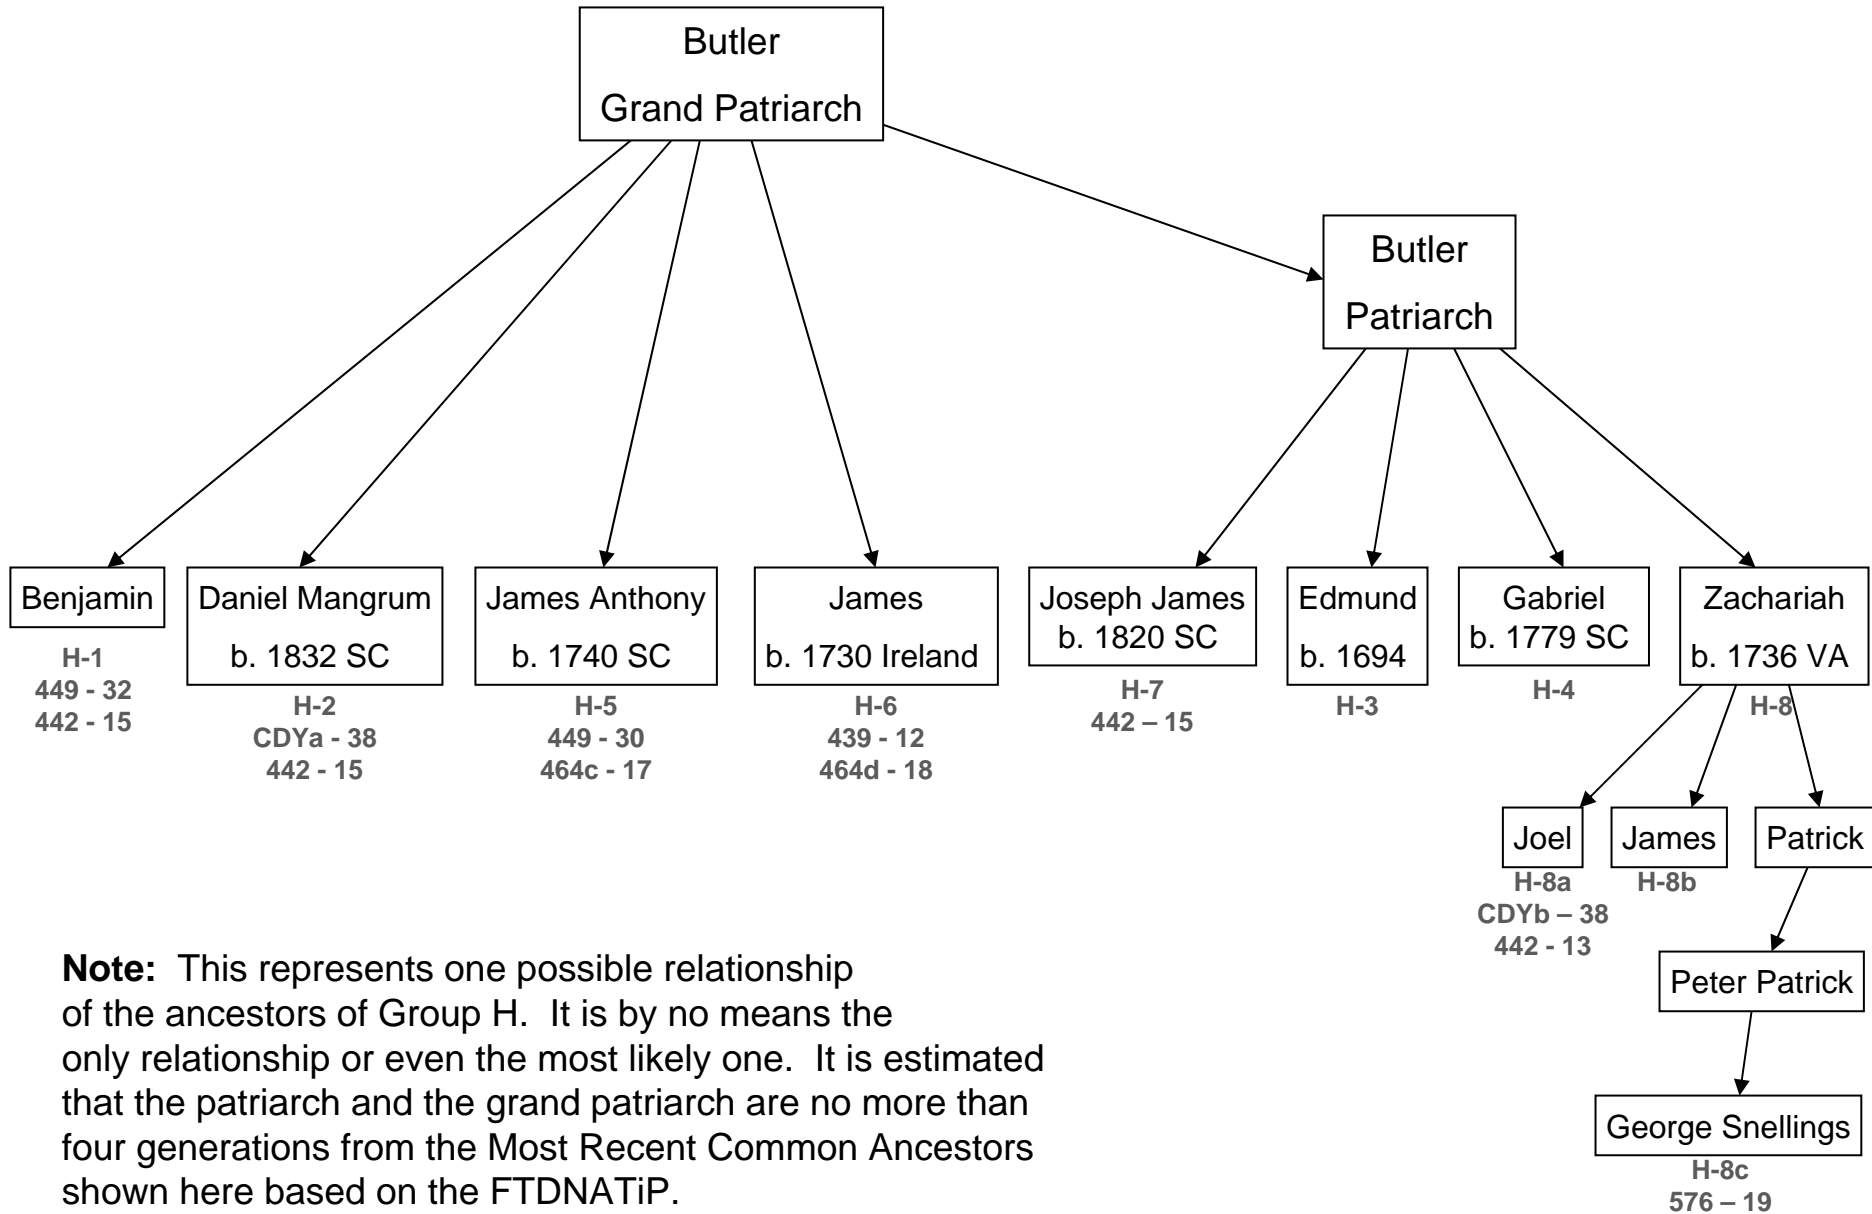 Butler
Grand Patriarch
Butler
Patriarch
Benjamin
H-1
449 - 32
442 - 15
Daniel Mangrum
b. 1832 SC
H-2
CDYa - 38
442 - 15
James Anthony
b. 1740 SC
H-5
449 - 30
464c - 17
James
b. 1730 Ireland
H-6
439 - 12
464d - 18
Joseph James
b. 1820 SC
H-7
442 – 15
Edmund
b. 1694
H-3
Gabriel
b. 1779 SC
H-4
Zachariah
b. 1736 VA
H-8
Joel
H-8a
CDYb – 38
442 - 13
James
H-8b
Patrick
Peter Patrick
George Snellings
H-8c
576 – 19
Note: This represents one possible relationship
of the ancestors of Group H. It is by no means the
only relationship or even the most likely one. It is estimated
that the patriarch and the grand patriarch are no more than
four generations from the Most Recent Common Ancestors
shown here based on the FTDNATiP.